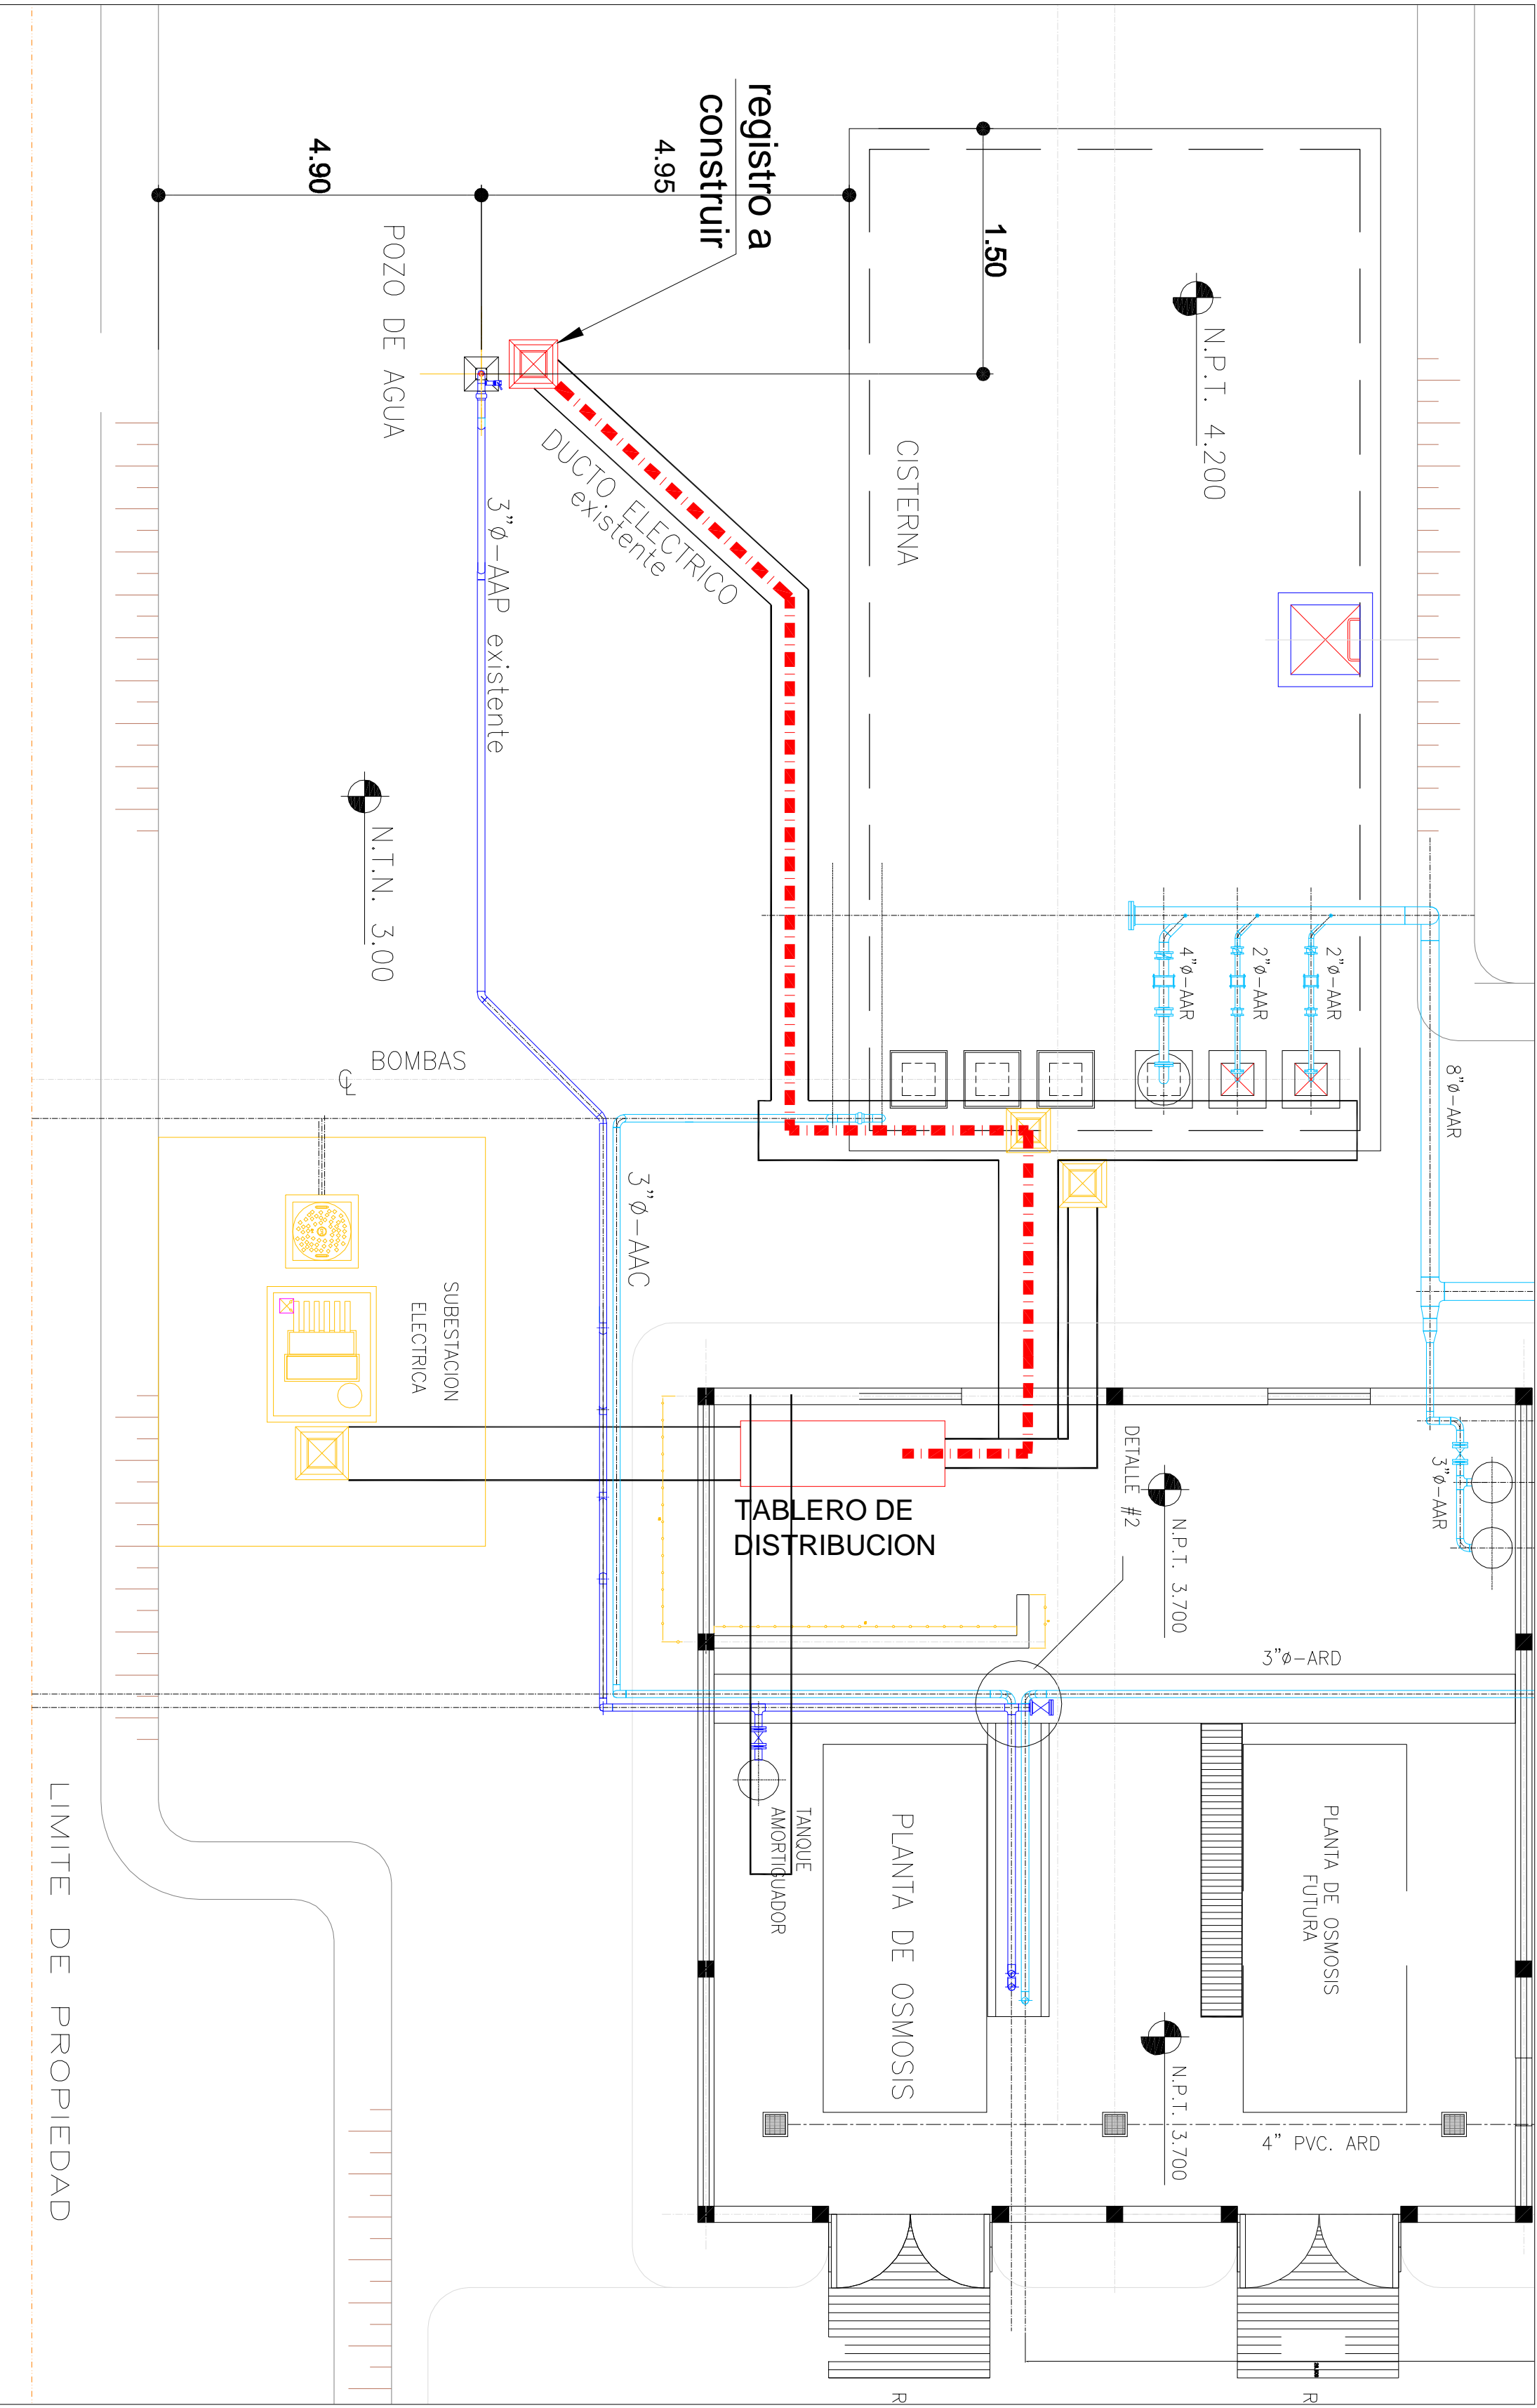 registro a
construir
4.90
4.95
1.50
N.P.T. 4.200
POZO DE AGUA
CISTERNA
DUCTO. ELECTRICO
existente
3"ø-AAP existente
N.T.N. 3.00
BOMBAS
4"ø-AAR
2"ø-AAR
2"ø-AAR
8"ø-AAR
3"ø-AAC
SUBESTACION
ELECTRICA
TABLERO DE
DISTRIBUCION
DETALLE #2
N.P.T. 3.700
3"ø-AAR
3"ø-ARD
TANQUE
AMORTIGUADOR
PLANTA DE OSMOSIS
PLANTA DE OSMOSIS
FUTURA
N.P.T. 3.700
4" PVC. ARD
LIMITE DE PROPIEDAD
R
R